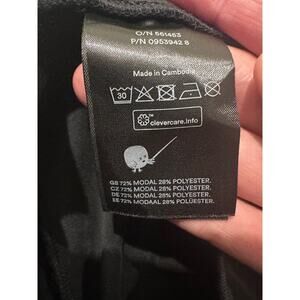 O/N 661463
P/N 0953942 8
Made in Cambodia
30
clevercare.info
GB 72% MODAL 28% POLYESTER.
CZ 72% MODAL 28% POLYESTER.
DE 72% MODAL 28% POLYESTER.
EE 72% MODAAL 28% POLÜESTER.